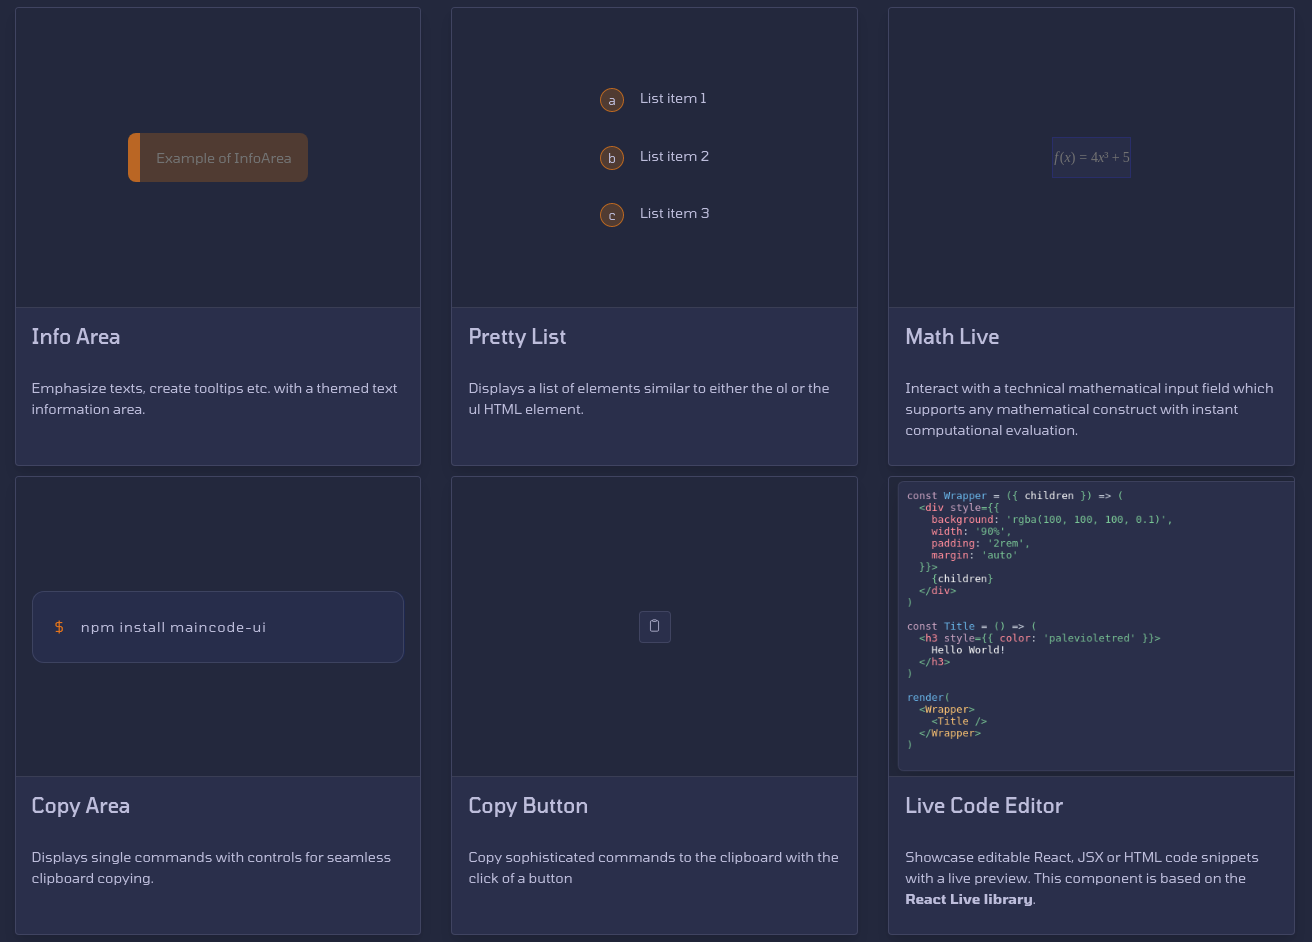 Example of InfoArea
a List item 1
b List item 2
c List item 3
f(x) = 4x³ + 5
Info Area
Emphasize texts, create tooltips etc. with a themed text
information area.
Pretty List
Displays a list of elements similar to either the ol or the
ul HTML element.
Math Live
Interact with a technical mathematical input field which
supports any mathematical construct with instant
computational evaluation.
$ npm install maincode-ui
const Wrapper = ({ children }) => (
  <div style={{
    background: 'rgba(100, 100, 100, 0.1)',
    width: '90%',
    padding: '2rem',
    margin: 'auto'
  }}>
    {children}
  </div>
)
const Title = () => (
  <h3 style={{ color: 'palevioletred' }}>
    Hello World!
  </h3>
)
render(
  <Wrapper>
    <Title />
  </Wrapper>
)
Copy Area
Displays single commands with controls for seamless
clipboard copying.
Copy Button
Copy sophisticated commands to the clipboard with the
click of a button
Live Code Editor
Showcase editable React, JSX or HTML code snippets
with a live preview. This component is based on the
React Live library.